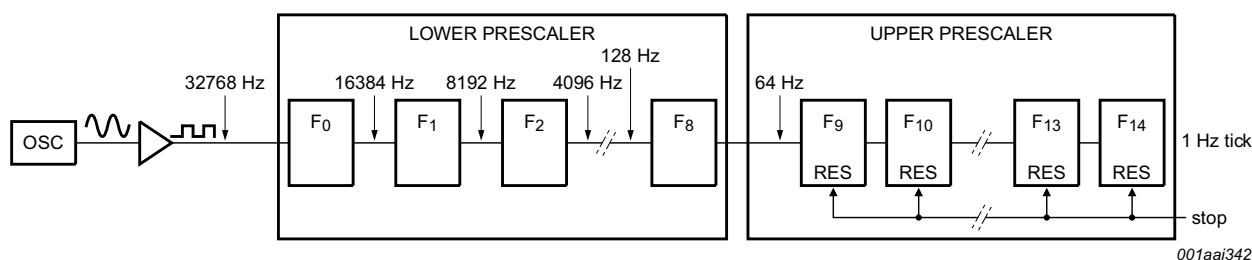 LOWER PRESCALER
UPPER PRESCALER
128 Hz
32768 Hz
16384 Hz
8192 Hz
4096 Hz
64 Hz
OSC
F0
F1
F2
F8
F9
F10
F13
F14
1 Hz tick
RES
RES
RES
RES
stop
001aai342